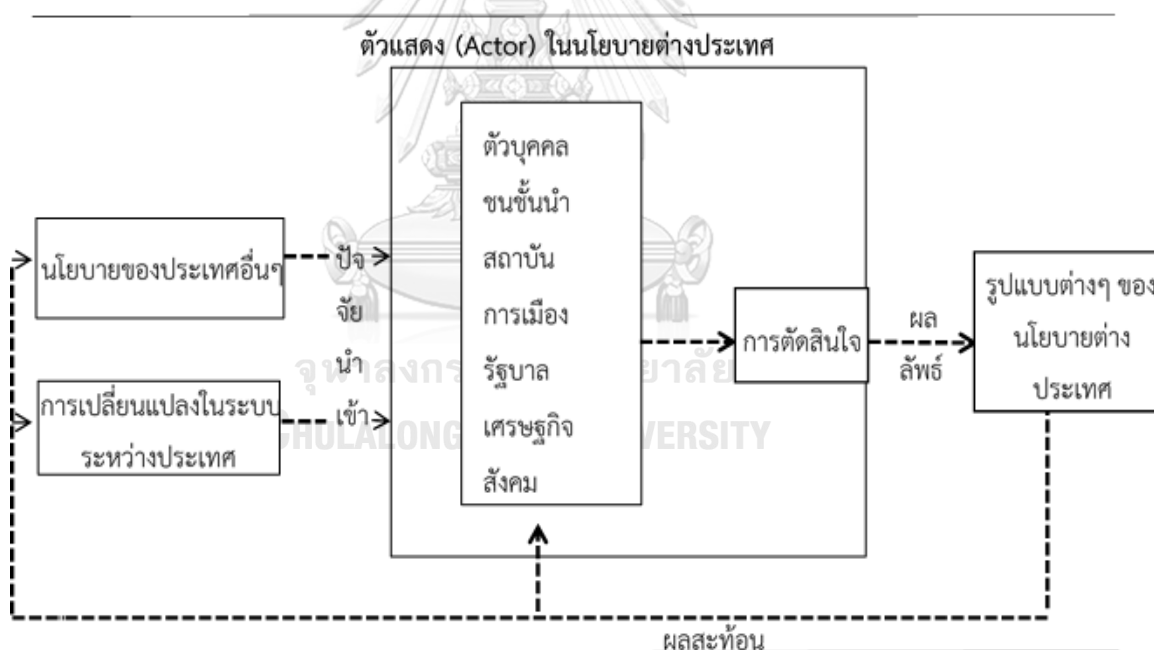 ตัวแสดง (Actor) ในนโยบายต่างประเทศ
นโยบายของประเทศอื่นๆ
การเปลี่ยนแปลงในระบบ
ระหว่างประเทศ
ปัจ
จัย
นำ
เข้า
ตัวบุคคล
ชนชั้นนำ
สถาบัน
การเมือง
รัฐบาล
เศรษฐกิจ
สังคม
การตัดสินใจ
ผล
ลัพธ์
รูปแบบต่างๆ ของ
นโยบายต่าง
ประเทศ
ผลสะท้อน